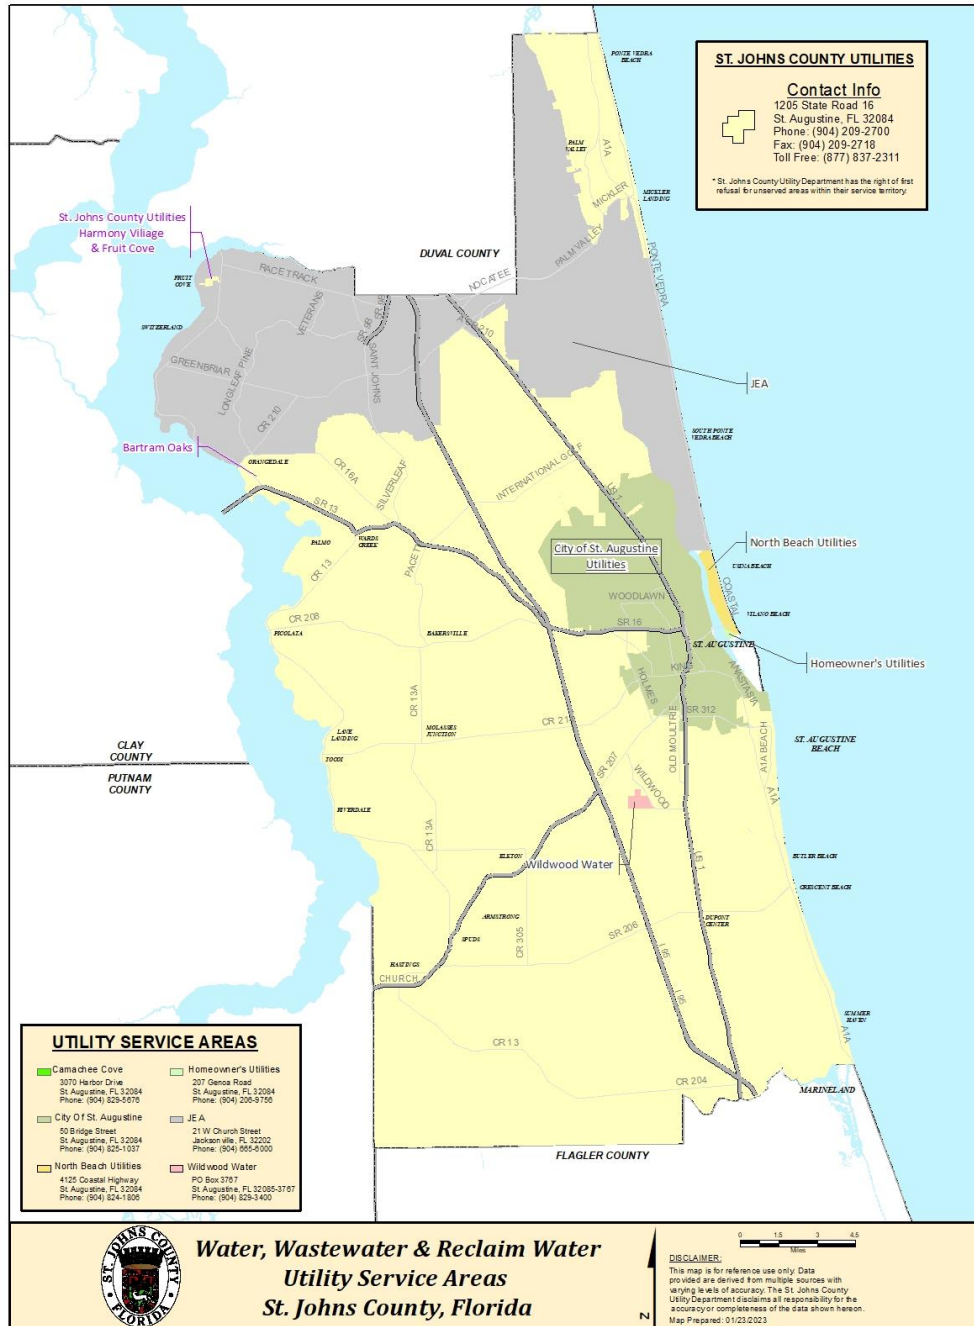 PONTE VEDRA
BEACH
ST. JOHNS COUNTY UTILITIES
Contact Info
1205 State Road 16
St. Augustine, FL 32084
Phone: (904) 209-2700
Fax: (904) 209-2718
Toll Free: (877) 837-2311
* St. Johns County Utility Department has the right of first
refusal for unserved areas within their service territory.
PALM
VALLEY
A1A
MICKLER
MICKLER
LANDING
St. Johns County Utilities
Harmony Village
& Fruit Cove
DUVAL COUNTY
PALM VALLEY
PONTE VEDRA
FRUIT
COVE
RACE TRACK
NOCATEE
SWITZERLAND
VETERANS
SR 9B
SR 9B
CR 210
GREENBRIAR
LONGLEAF PINE
SAINT JOHNS
JEA
CR 210
SOUTH PONTE
VEDRA BEACH
Bartram Oaks
ORANGEDALE
CR 16A
SILVERLEAF
INTERNATIONAL GOLF
US 1
SR 13
PALMO
WARDS
CREEK
PACETTI
CR 13
City of St. Augustine
Utilities
North Beach Utilities
USINA BEACH
COASTAL
WOODLAWN
VILANO BEACH
CR 208
PICOLATA
BAKERSVILLE
SR 16
ST. AUGUSTINE
KING
Homeowner's Utilities
HOLMES
ANASTASIA
CR 13A
CR 214
SR 312
LANE
LANDING
MOLASSES
JUNCTION
OLD MOULTRIE
A1A BEACH
ST. AUGUSTINE
BEACH
CLAY
COUNTY
TOCOI
SR 207
WILDWOOD
PUTNAM
COUNTY
A1A
RIVERDALE
CR 13A
ELKTON
Wildwood Water
US 1
BUTLER BEACH
CRESCENT BEACH
ARMSTRONG
CR 305
SR 206
DUPONT
CENTER
SPUDS
I 95
HASTINGS
CHURCH
I 95
SUMMER
HAVEN
A1A
CR 13
CR 204
MARINELAND
FLAGLER COUNTY
UTILITY SERVICE AREAS
Camachee Cove
3070 Harbor Drive
St. Augustine, FL 32084
Phone: (904) 829-5676
Homeowner's Utilities
207 Genoa Road
St. Augustine, FL 32084
Phone: (904) 206-9756
City Of St. Augustine
50 Bridge Street
St. Augustine, FL 32084
Phone: (904) 825-1037
JEA
21 W Church Street
Jacksonville, FL 32202
Phone: (904) 665-6000
North Beach Utilities
4125 Coastal Highway
St. Augustine, FL 32084
Phone: (904) 824-1806
Wildwood Water
PO Box 3767
St. Augustine, FL 32085-3767
Phone: (904) 829-3400
ST. JOHNS COUNTY
FLORIDA
Water, Wastewater & Reclaim Water
Utility Service Areas
St. Johns County, Florida
N
0 1.5 3 4.5
Miles
DISCLAIMER:
This map is for reference use only. Data
provided are derived from multiple sources with
varying levels of accuracy. The St. Johns County
Utility Department disclaims all responsibility for the
accuracy or completeness of the data shown hereon.
Map Prepared: 01/23/2023